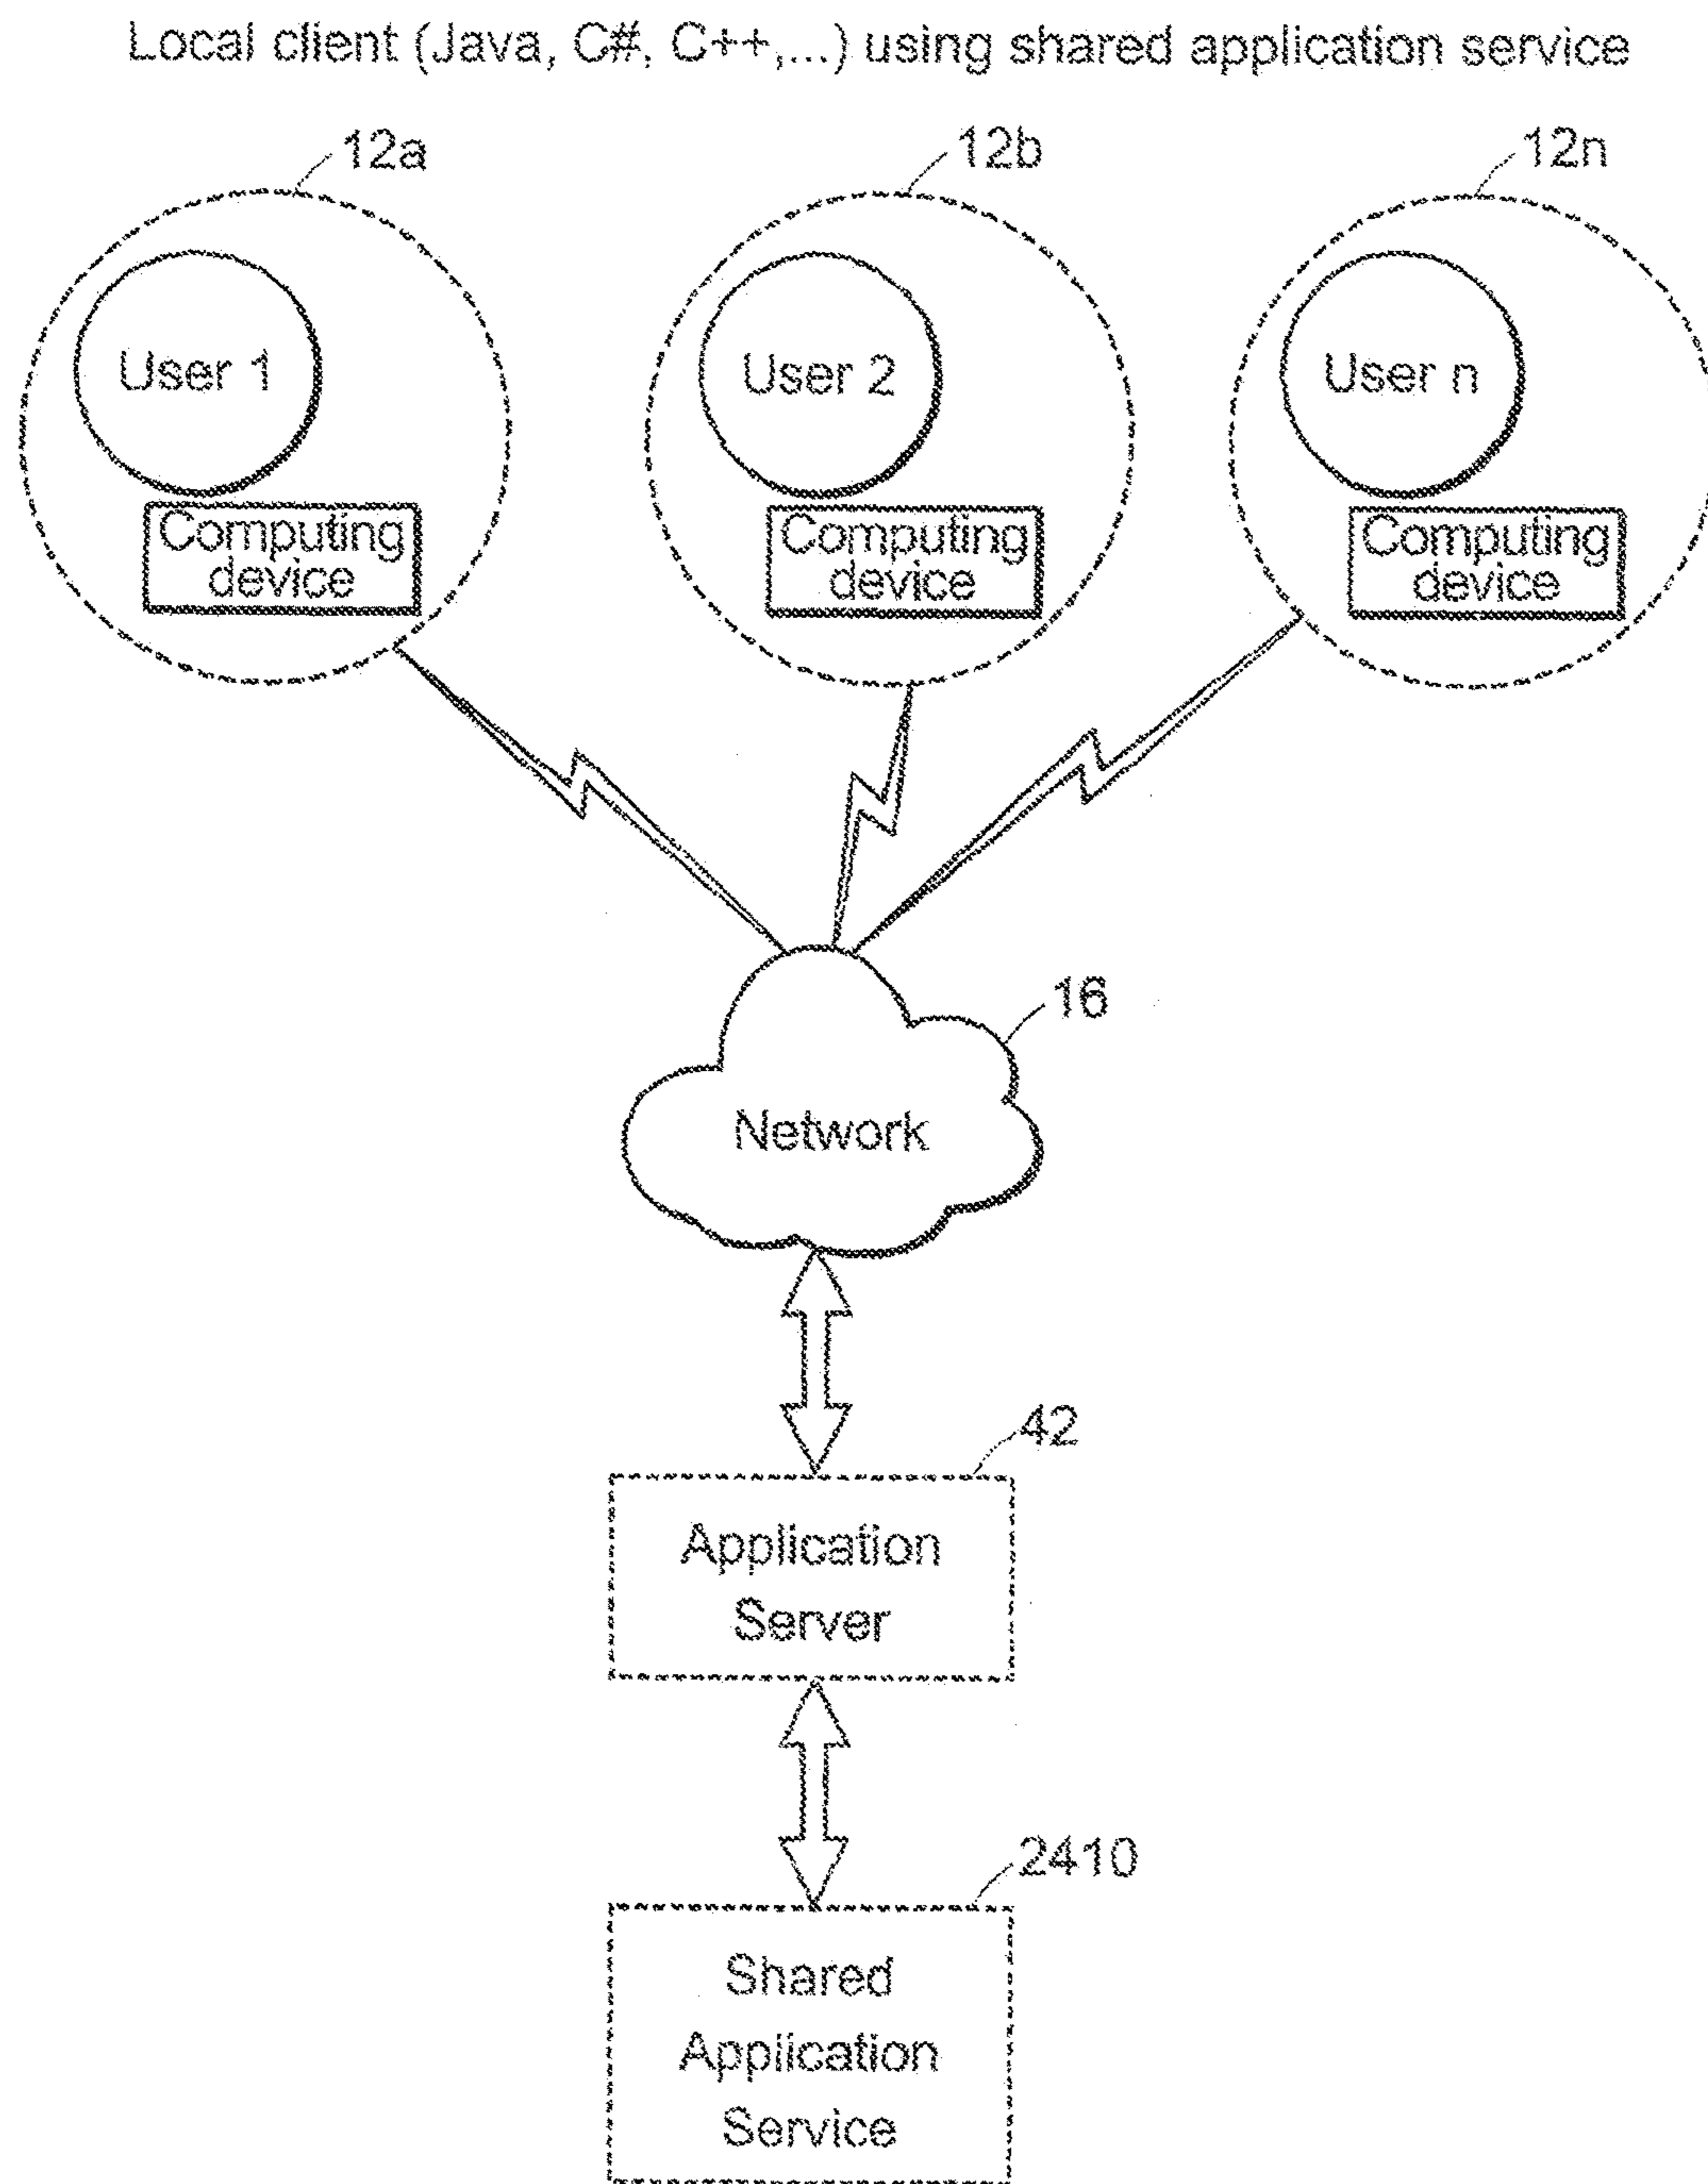 Local client (Java, C#, C++,...) using shared application service
12a
12b
12n
User 1
User 2
User n
Computing
device
Computing
device
Computing
device
16
Network
42
Application
Server
2410
Shared
Application
Service